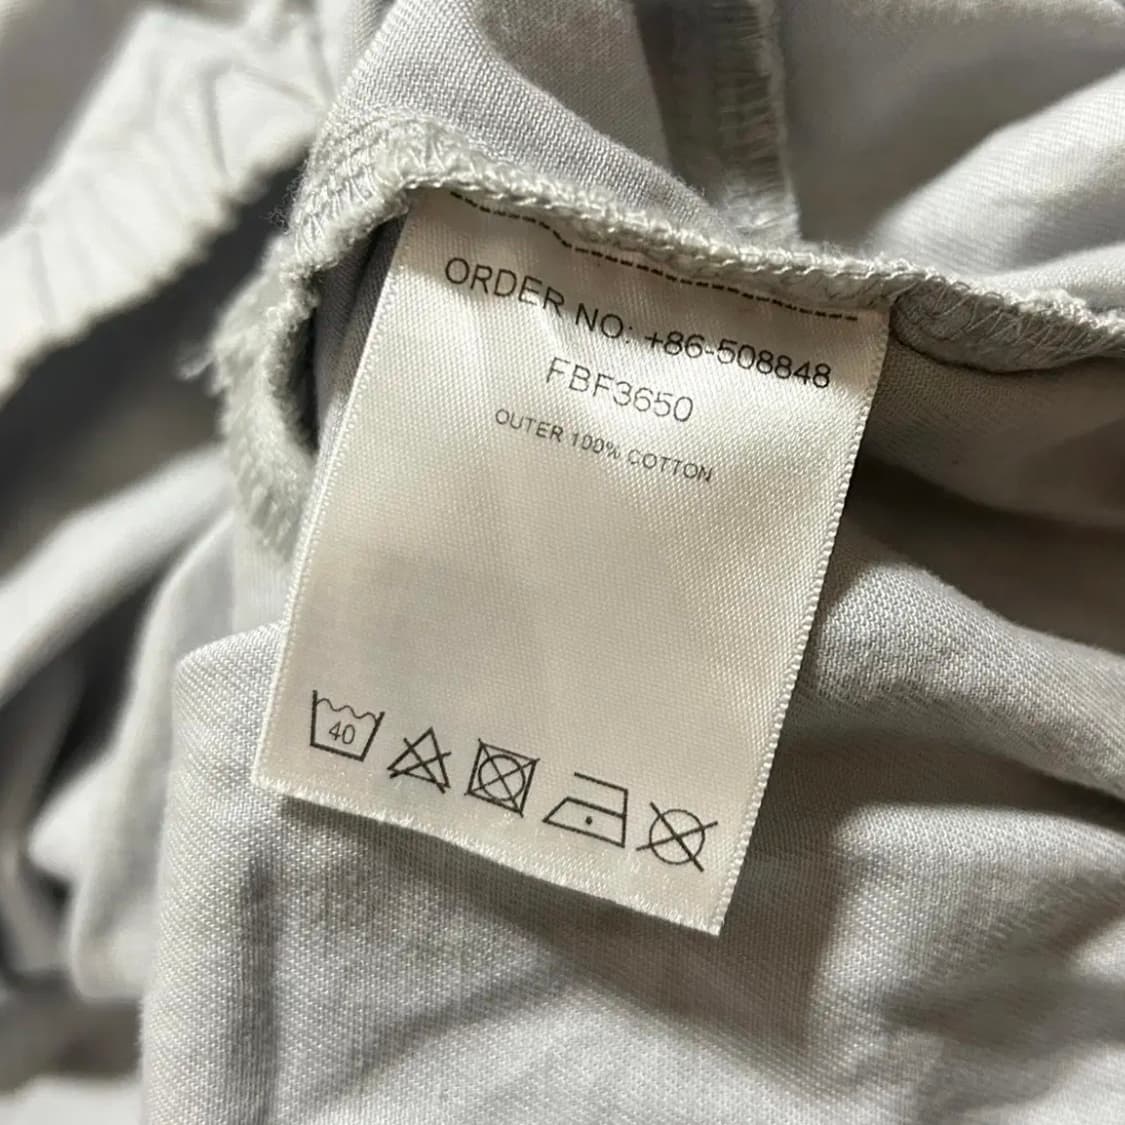 ORDER NO: +86-508848
FBF3650
OUTER 100% COTTON
40